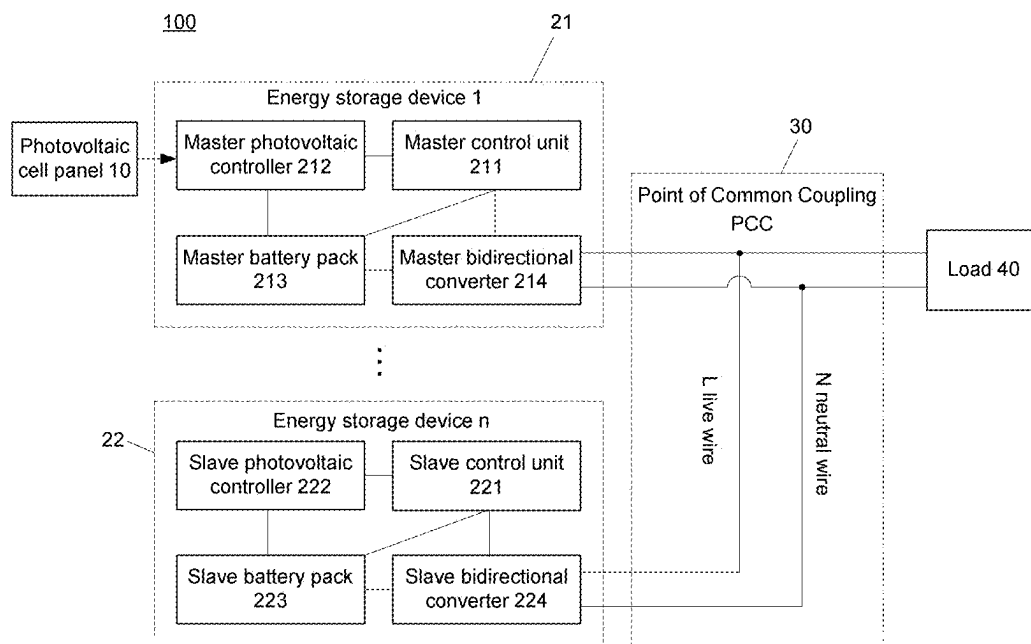 100
21
Energy storage device 1
Photovoltaic
cell panel 10
Master photovoltaic
controller 212
Master control unit
211
30
Point of Common Coupling
PCC
Master battery pack
213
Master bidirectional
converter 214
Load 40
L live wire
N neutral wire
22
Energy storage device n
Slave photovoltaic
controller 222
Slave control unit
221
Slave battery pack
223
Slave bidirectional
converter 224